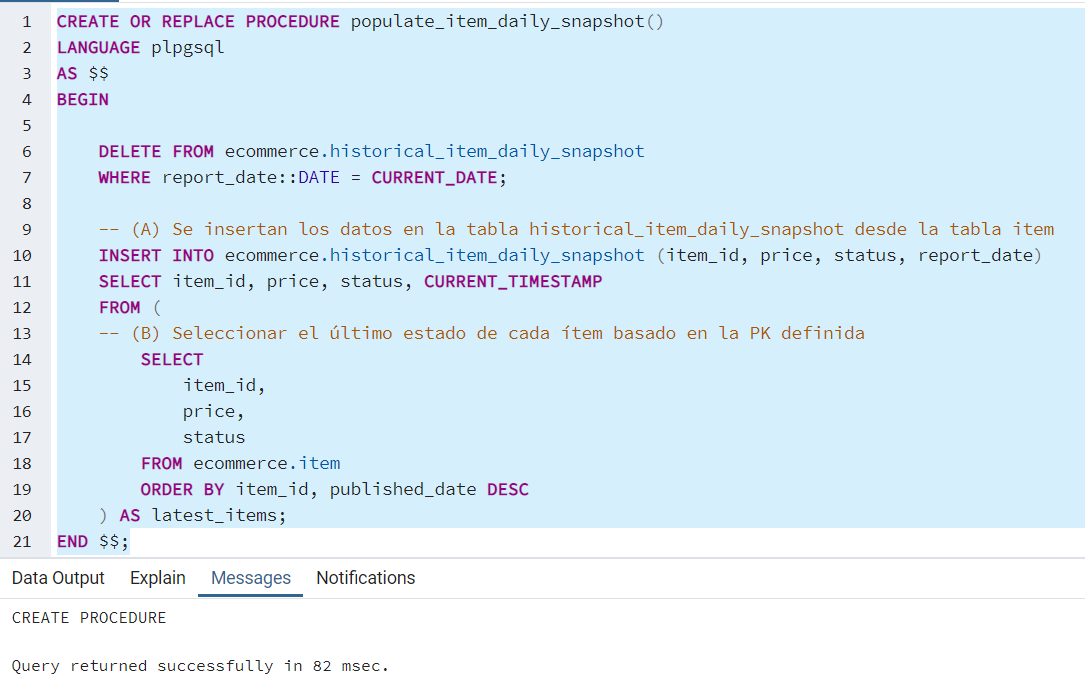 1 CREATE OR REPLACE PROCEDURE populate_item_daily_snapshot()
2 LANGUAGE plpgsql
3 AS $$
4 BEGIN
5
6     DELETE FROM ecommerce.historical_item_daily_snapshot
7     WHERE report_date::DATE = CURRENT_DATE;
8
9     -- (A) Se insertan los datos en la tabla historical_item_daily_snapshot desde la tabla item
10     INSERT INTO ecommerce.historical_item_daily_snapshot (item_id, price, status, report_date)
11     SELECT item_id, price, status, CURRENT_TIMESTAMP
12     FROM (
13     -- (B) Seleccionar el último estado de cada ítem basado en la PK definida
14         SELECT
15             item_id,
16             price,
17             status
18         FROM ecommerce.item
19         ORDER BY item_id, published_date DESC
20     ) AS latest_items;
21 END $$;
Data Output Explain Messages Notifications
CREATE PROCEDURE
Query returned successfully in 82 msec.